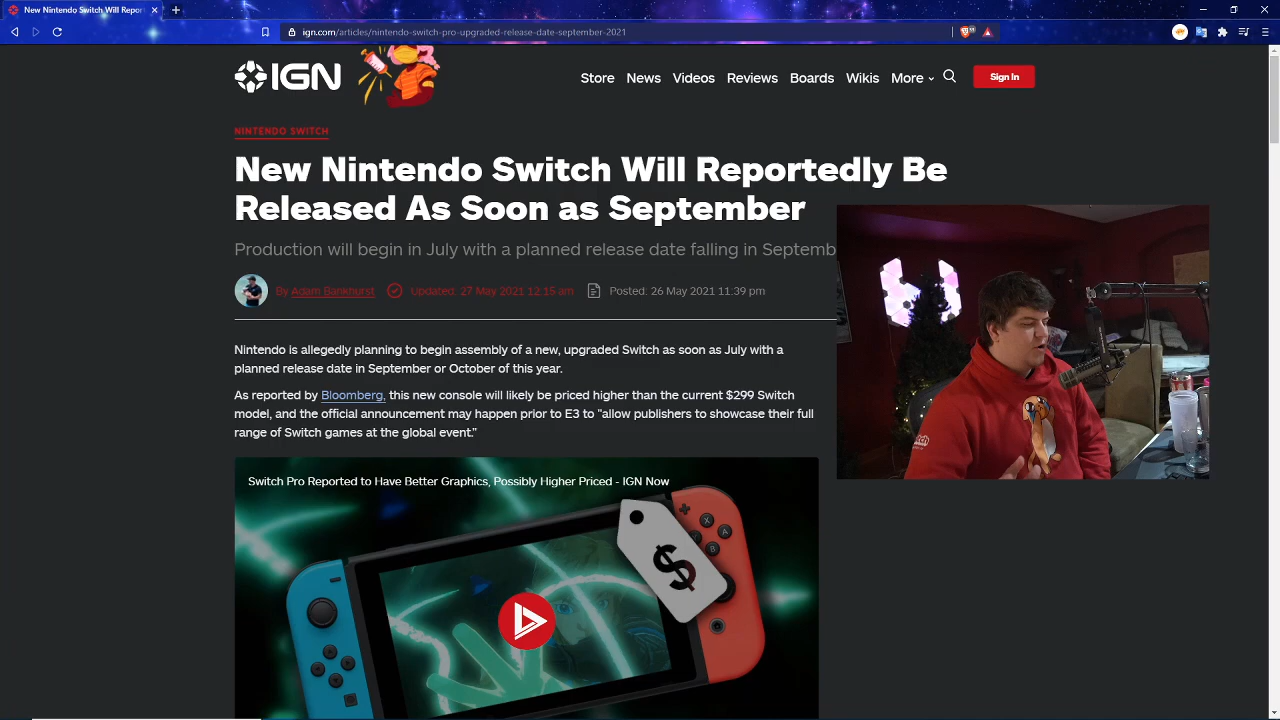 New Nintendo Switch Will Repor
ign.com/articles/nintendo-switch-pro-upgraded-release-date-september-2021
IGN
Store News Videos Reviews Boards Wikis More
Sign In
NINTENDO SWITCH
New Nintendo Switch Will Reportedly Be
Released As Soon as September
Production will begin in July with a planned release date falling in Septemb
By Adam Bankhurst Updated: 27 May 2021 12:15 am Posted: 26 May 2021 11:39 pm
Nintendo is allegedly planning to begin assembly of a new, upgraded Switch as soon as July with a
planned release date in September or October of this year.
As reported by Bloomberg, this new console will likely be priced higher than the current $299 Switch
model, and the official announcement may happen prior to E3 to "allow publishers to showcase their full
range of Switch games at the global event."
Switch Pro Reported to Have Better Graphics, Possibly Higher Priced - IGN Now
$
X
A
B